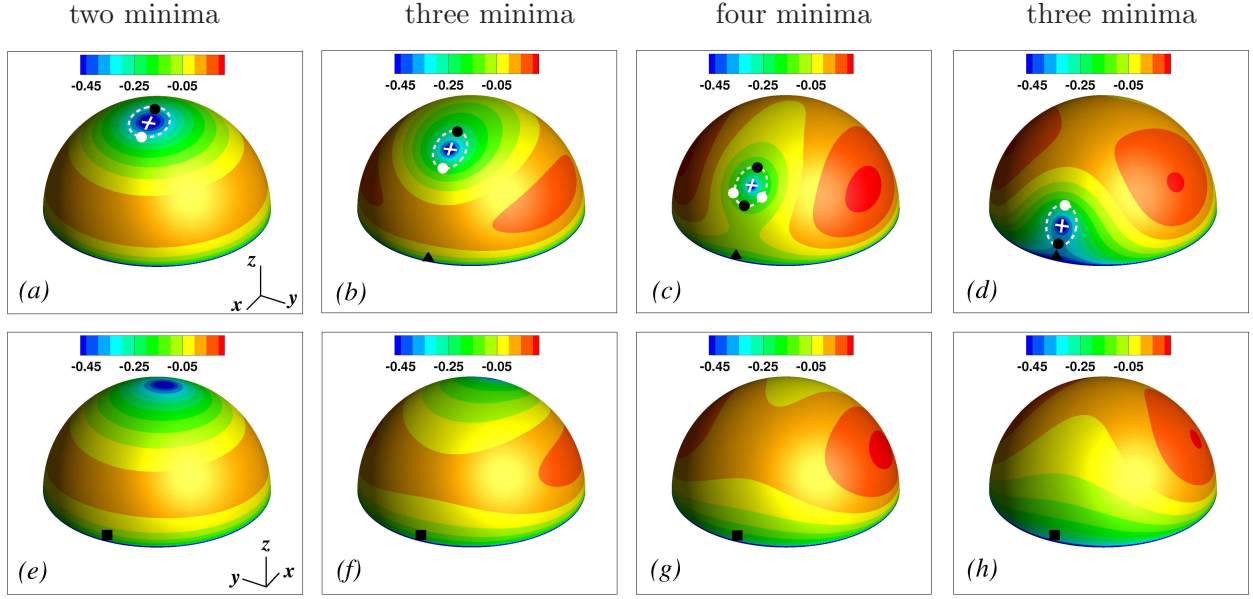 two minima three minima four minima three minima
-0.45 -0.25 -0.05 -0.45 -0.25 -0.05 -0.45 -0.25 -0.05 -0.45 -0.25 -0.05
z
x y
(a) (b) (c) (d)
-0.45 -0.25 -0.05 -0.45 -0.25 -0.05 -0.45 -0.25 -0.05 -0.45 -0.25 -0.05
z
y x
(e) (f) (g) (h)